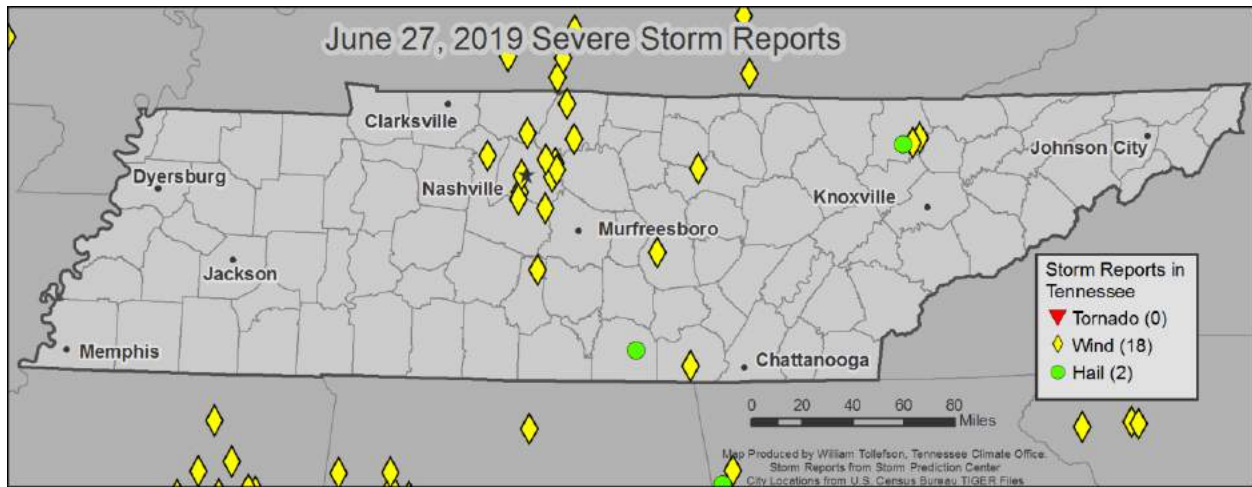 June 27, 2019 Severe Storm Reports
Clarksville
Johnson City
Dyersburg
Nashville
Knoxville
Murfreesboro
Jackson
Storm Reports in
Tennessee
Tornado (0)
Wind (18)
Hail (2)
Memphis
Chattanooga
0 20 40 60 80
Miles
Map Produced by William Tollefson, Tennessee Climate Office.
Storm Reports from Storm Prediction Center
City Locations from U.S. Census Bureau TIGER Files